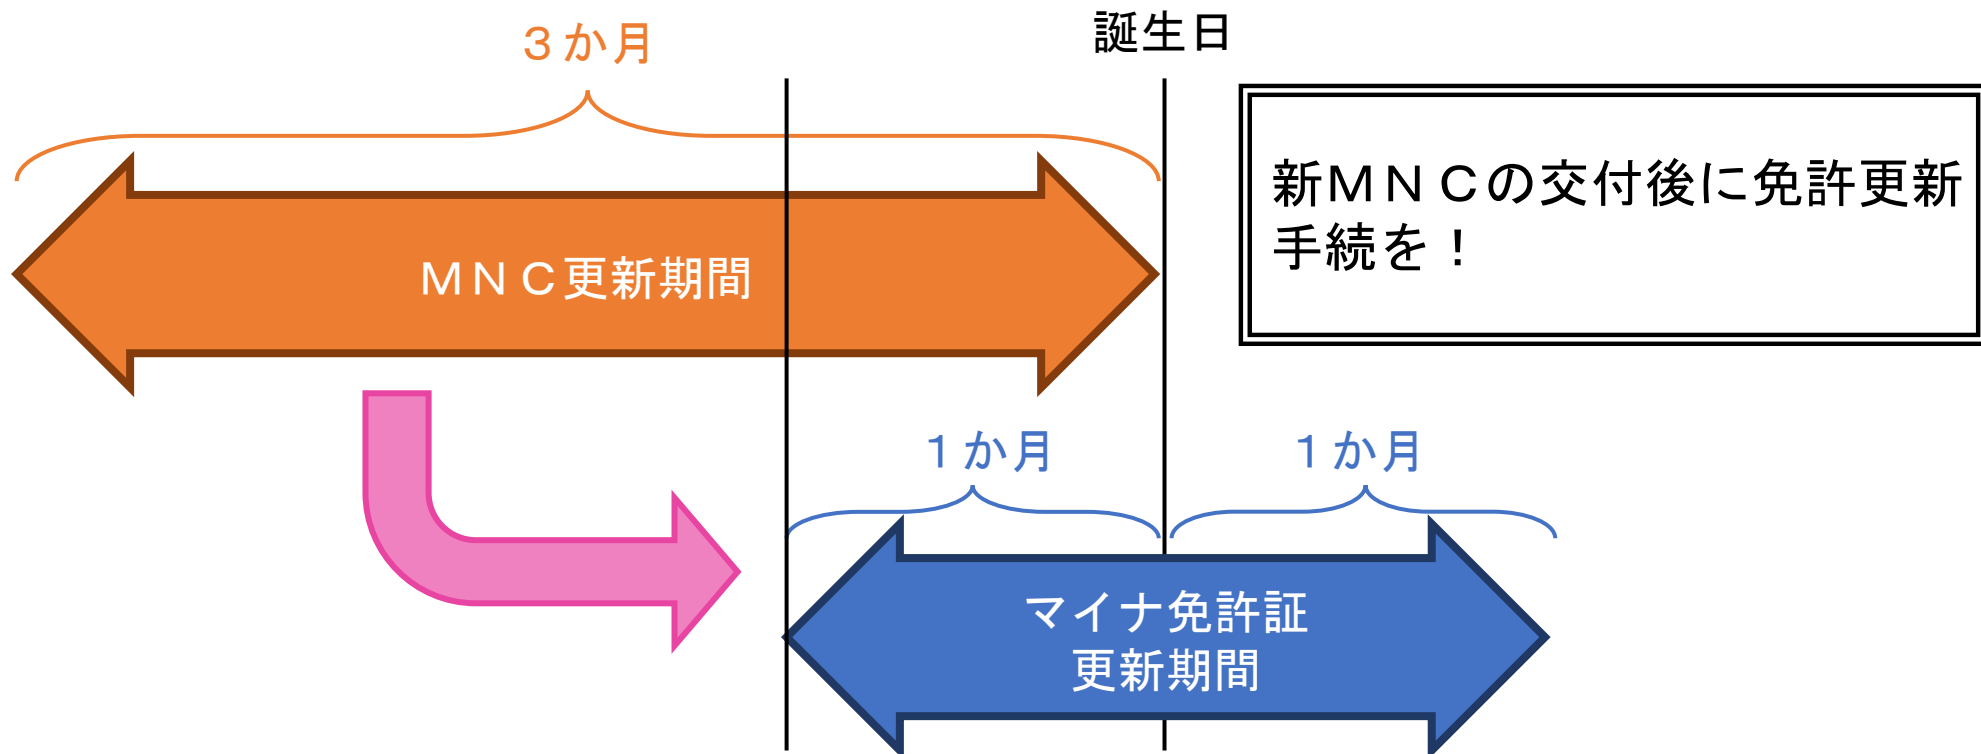 ３か月
誕生日
新ＭＮＣの交付後に免許更新
手続を！
ＭＮＣ更新期間
１か月
１か月
マイナ免許証
更新期間